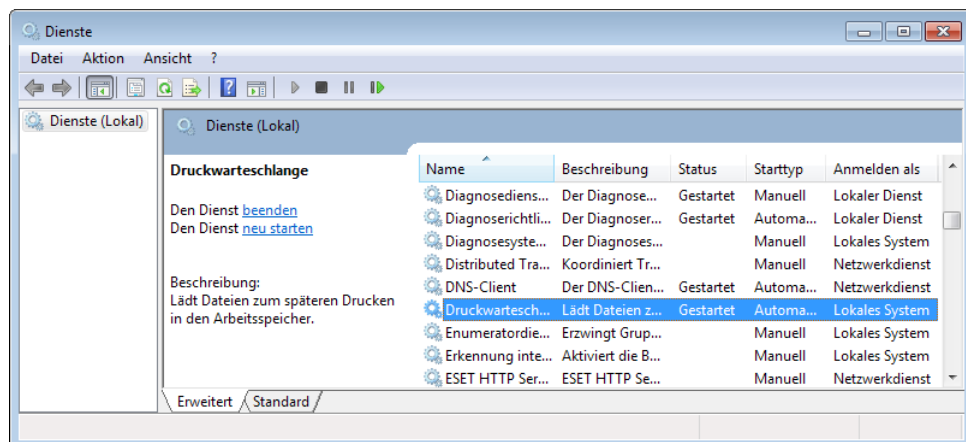 Dienste
Datei Aktion Ansicht ?
Dienste (Lokal)
Dienste (Lokal)
Druckwarteschlange
Den Dienst beenden
Den Dienst neu starten
Beschreibung:
Lädt Dateien zum späteren Drucken
in den Arbeitsspeicher.
Name Beschreibung Status Starttyp Anmelden als
Diagnosediens... Der Diagnose... Gestartet Manuell Lokaler Dienst
Diagnoserichtli... Der Diagnoser... Gestartet Automa... Lokaler Dienst
Diagnosesyste... Der Diagnoses... Manuell Lokales System
Distributed Tra... Koordiniert Tr... Manuell Netzwerkdienst
DNS-Client Der DNS-Clien... Gestartet Automa... Netzwerkdienst
Druckwartesch... Lädt Dateien z... Gestartet Automa... Lokales System
Enumeratordie... Erzwingt Grup... Manuell Lokales System
Erkennung inte... Aktiviert die B... Manuell Lokales System
ESET HTTP Ser... ESET HTTP Se... Manuell Netzwerkdienst
Erweitert Standard